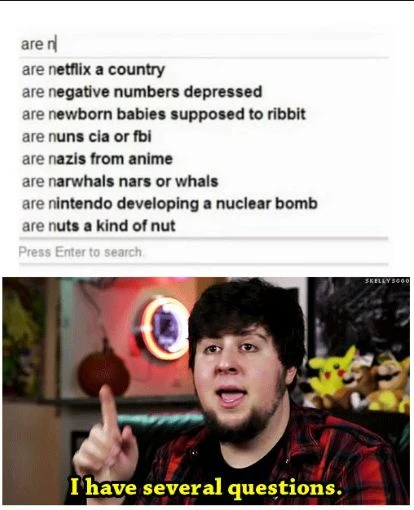 are n
are netflix a country
are negative numbers depressed
are newborn babies supposed to ribbit
are nuns cia or fbi
are nazis from anime
are narwhals nars or whals
are nintendo developing a nuclear bomb
are nuts a kind of nut
Press Enter to search.
SKELLYSGOO
I have several questions.